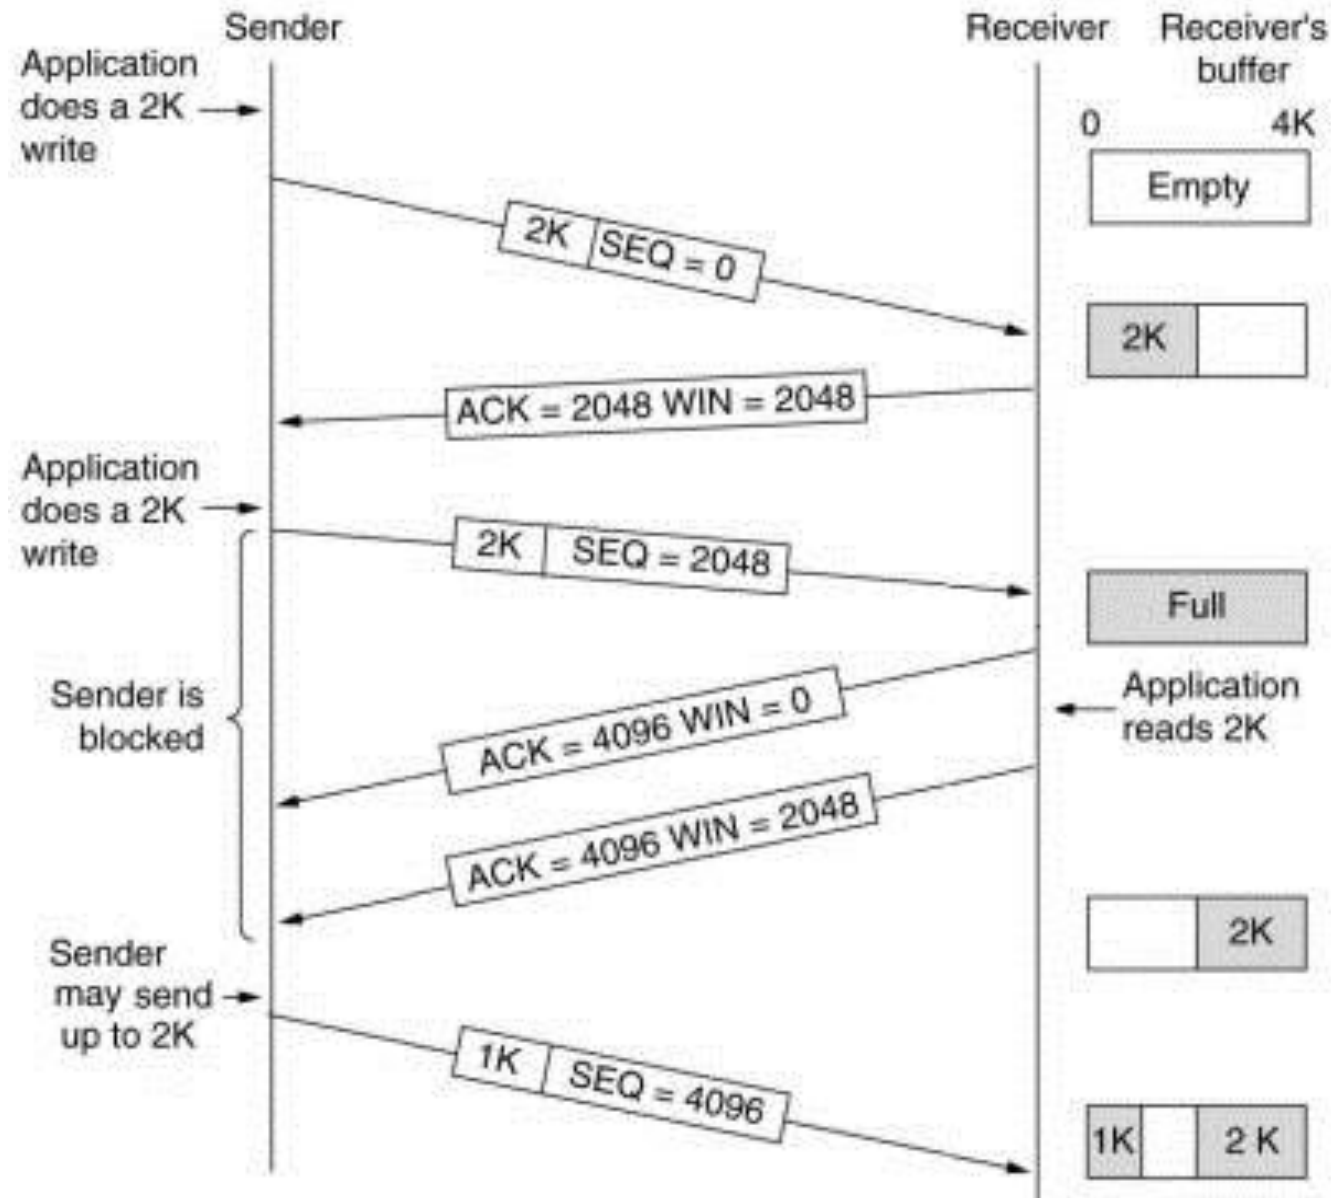 Sender
Receiver
Receiver's
buffer
Application
does a 2K
write
0
4K
Empty
2K
SEQ = 0
2K
ACK = 2048 WIN = 2048
Application
does a 2K
write
2K
SEQ = 2048
Full
Sender is
blocked
ACK = 4096 WIN = 0
Application
reads 2K
ACK = 4096 WIN = 2048
2K
Sender
may send
up to 2K
1K
SEQ = 4096
1K
2 K